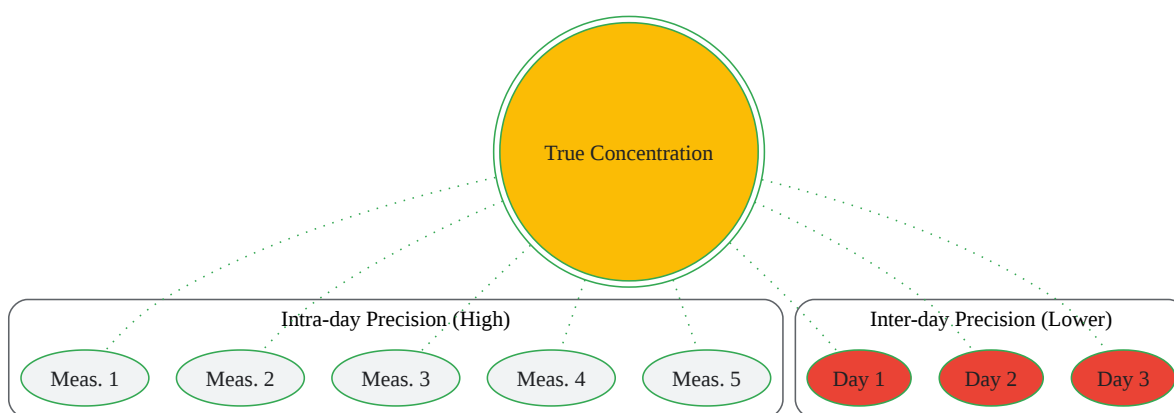 True Concentration
Intra-day Precision (High)
Inter-day Precision (Lower)
Meas. 1
Meas. 2
Meas. 3
Meas. 4
Meas. 5
Day 1
Day 2
Day 3